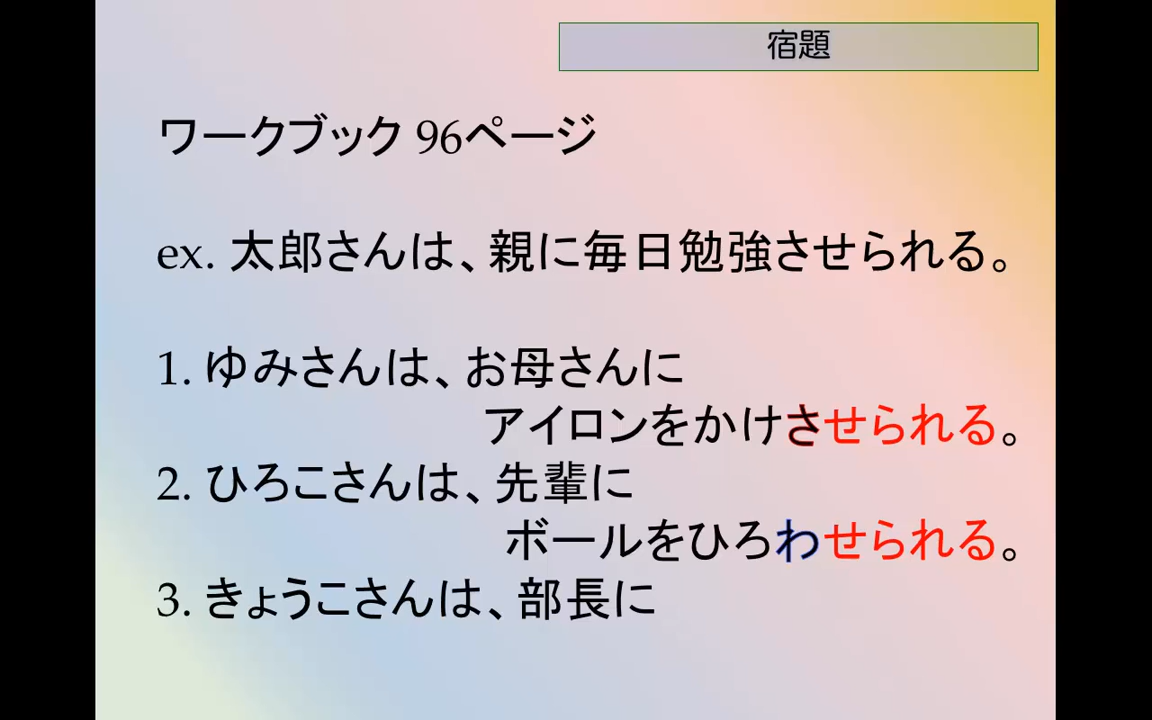 宿題
ワークブック 96ページ
ex. 太郎さんは、親に毎日勉強させられる。
1. ゆみさんは、お母さんに
アイロンをかけさせられる。
2. ひろこさんは、先輩に
ボールをひろわせられる。
3. きょうこさんは、部長に